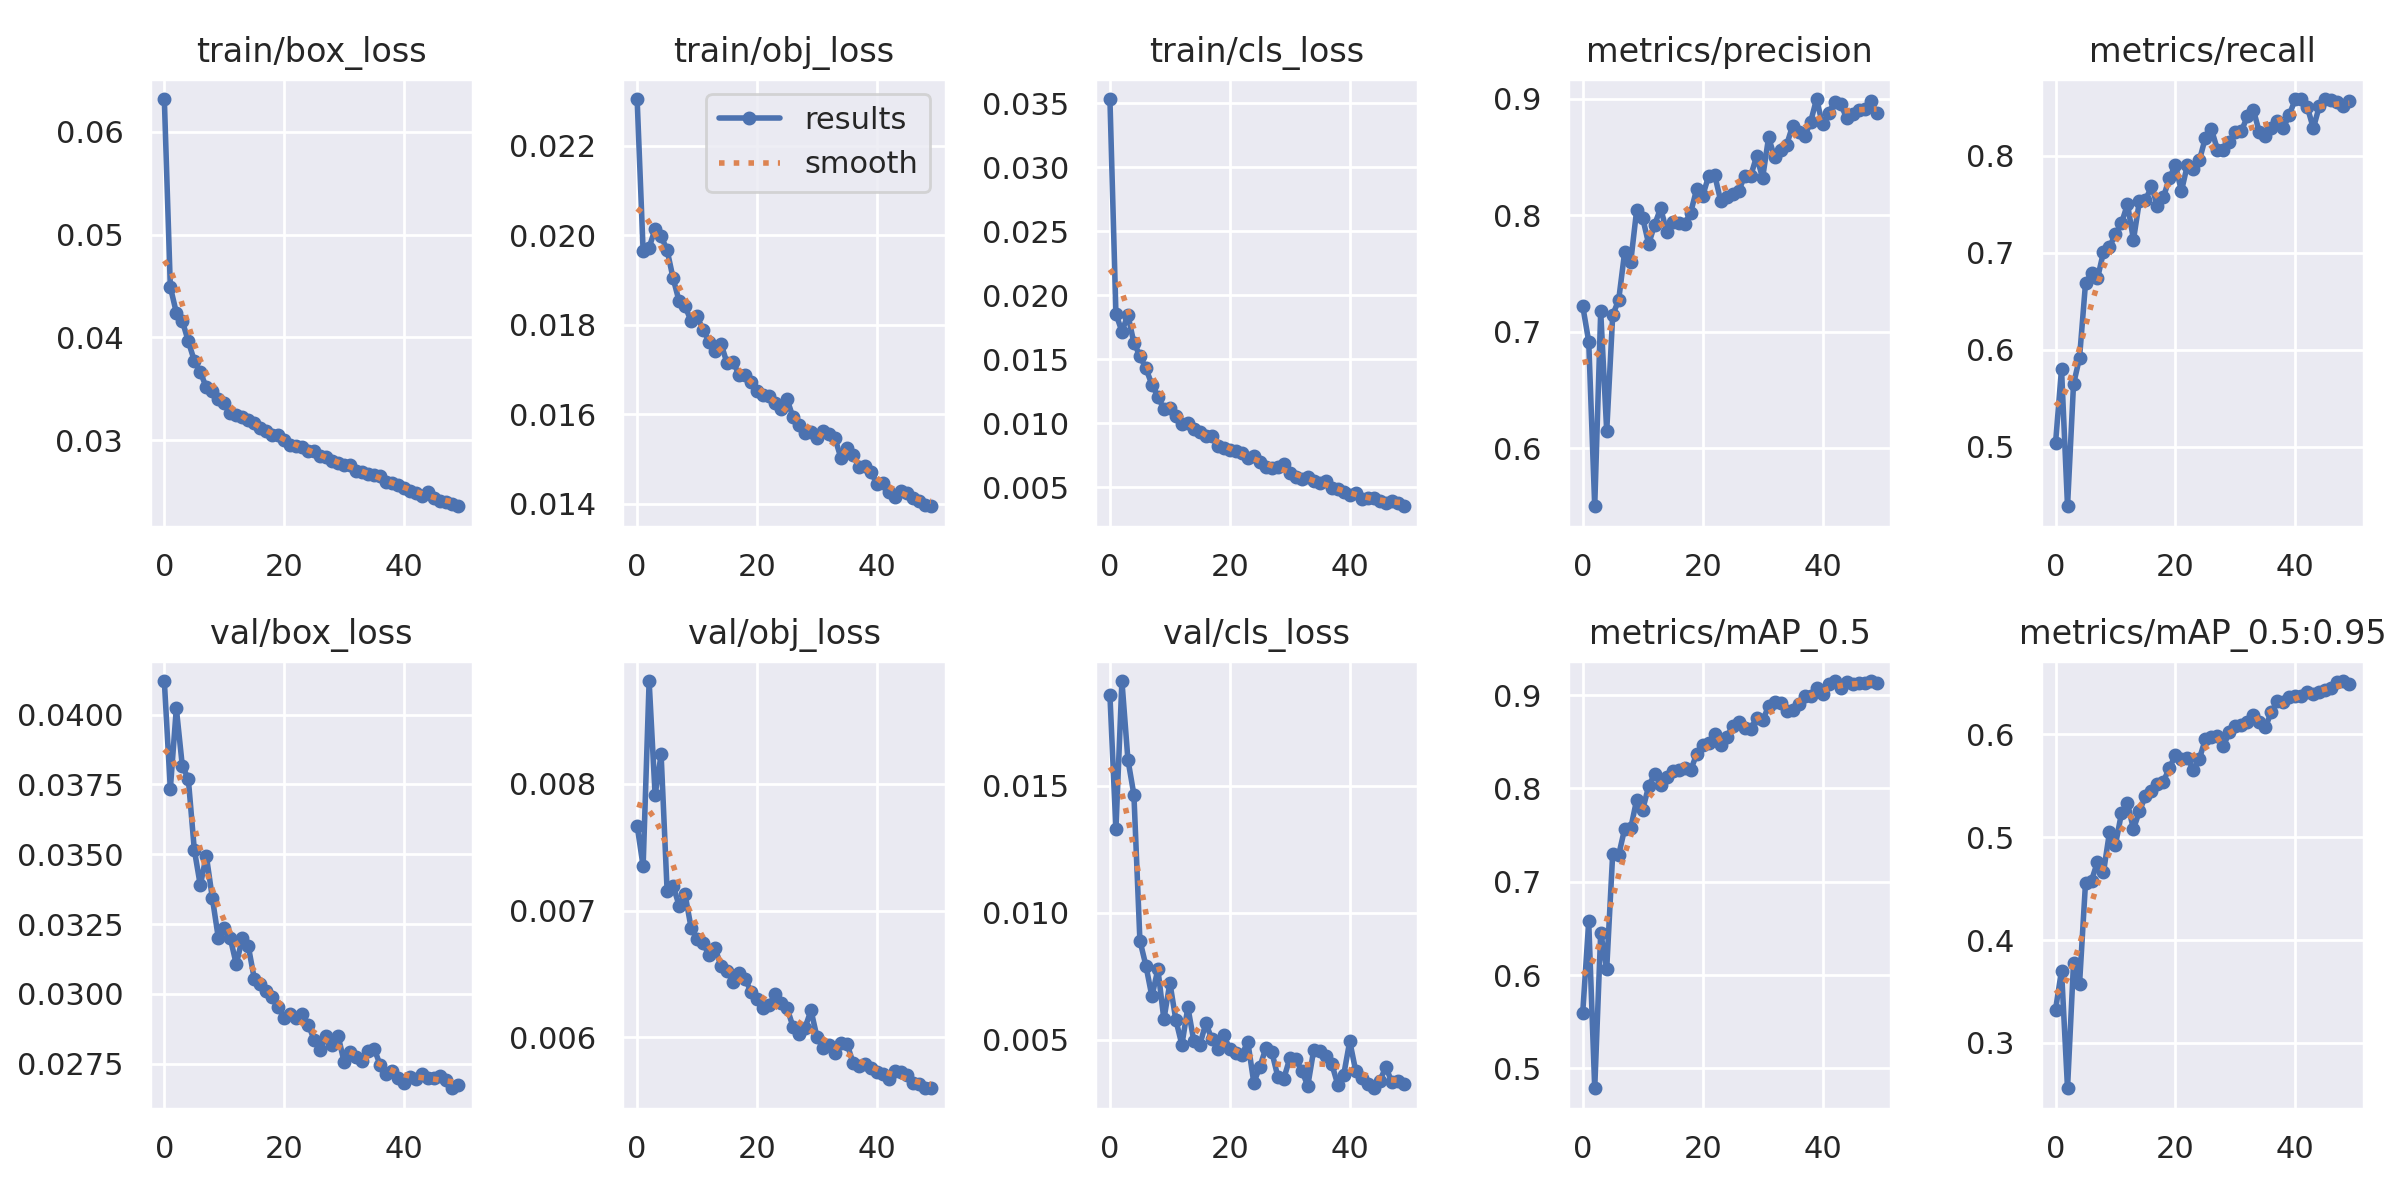 train/box_loss
0.06
0.05
0.04
0.03
0 20 40
train/obj_loss
results
smooth
0.022
0.020
0.018
0.016
0.014
0 20 40
train/cls_loss
0.035
0.030
0.025
0.020
0.015
0.010
0.005
0 20 40
metrics/precision
0.9
0.8
0.7
0.6
0 20 40
metrics/recall
0.8
0.7
0.6
0.5
0 20 40
val/box_loss
0.0400
0.0375
0.0350
0.0325
0.0300
0.0275
0 20 40
val/obj_loss
0.008
0.007
0.006
0 20 40
val/cls_loss
0.015
0.010
0.005
0 20 40
metrics/mAP_0.5
0.9
0.8
0.7
0.6
0.5
0 20 40
metrics/mAP_0.5:0.95
0.6
0.5
0.4
0.3
0 20 40